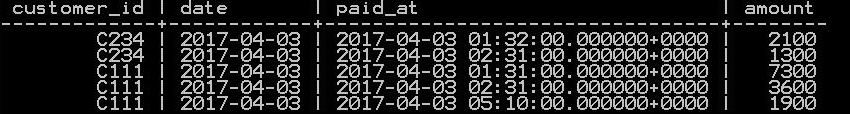 customer_id | date | paid_at | amount
-------------+------------+---------------------------------+--------
C234 | 2017-04-03 | 2017-04-03 01:32:00.000000+0000 | 2100
C234 | 2017-04-03 | 2017-04-03 02:31:00.000000+0000 | 1300
C111 | 2017-04-03 | 2017-04-03 01:31:00.000000+0000 | 7300
C111 | 2017-04-03 | 2017-04-03 02:31:00.000000+0000 | 3600
C111 | 2017-04-03 | 2017-04-03 05:10:00.000000+0000 | 1900